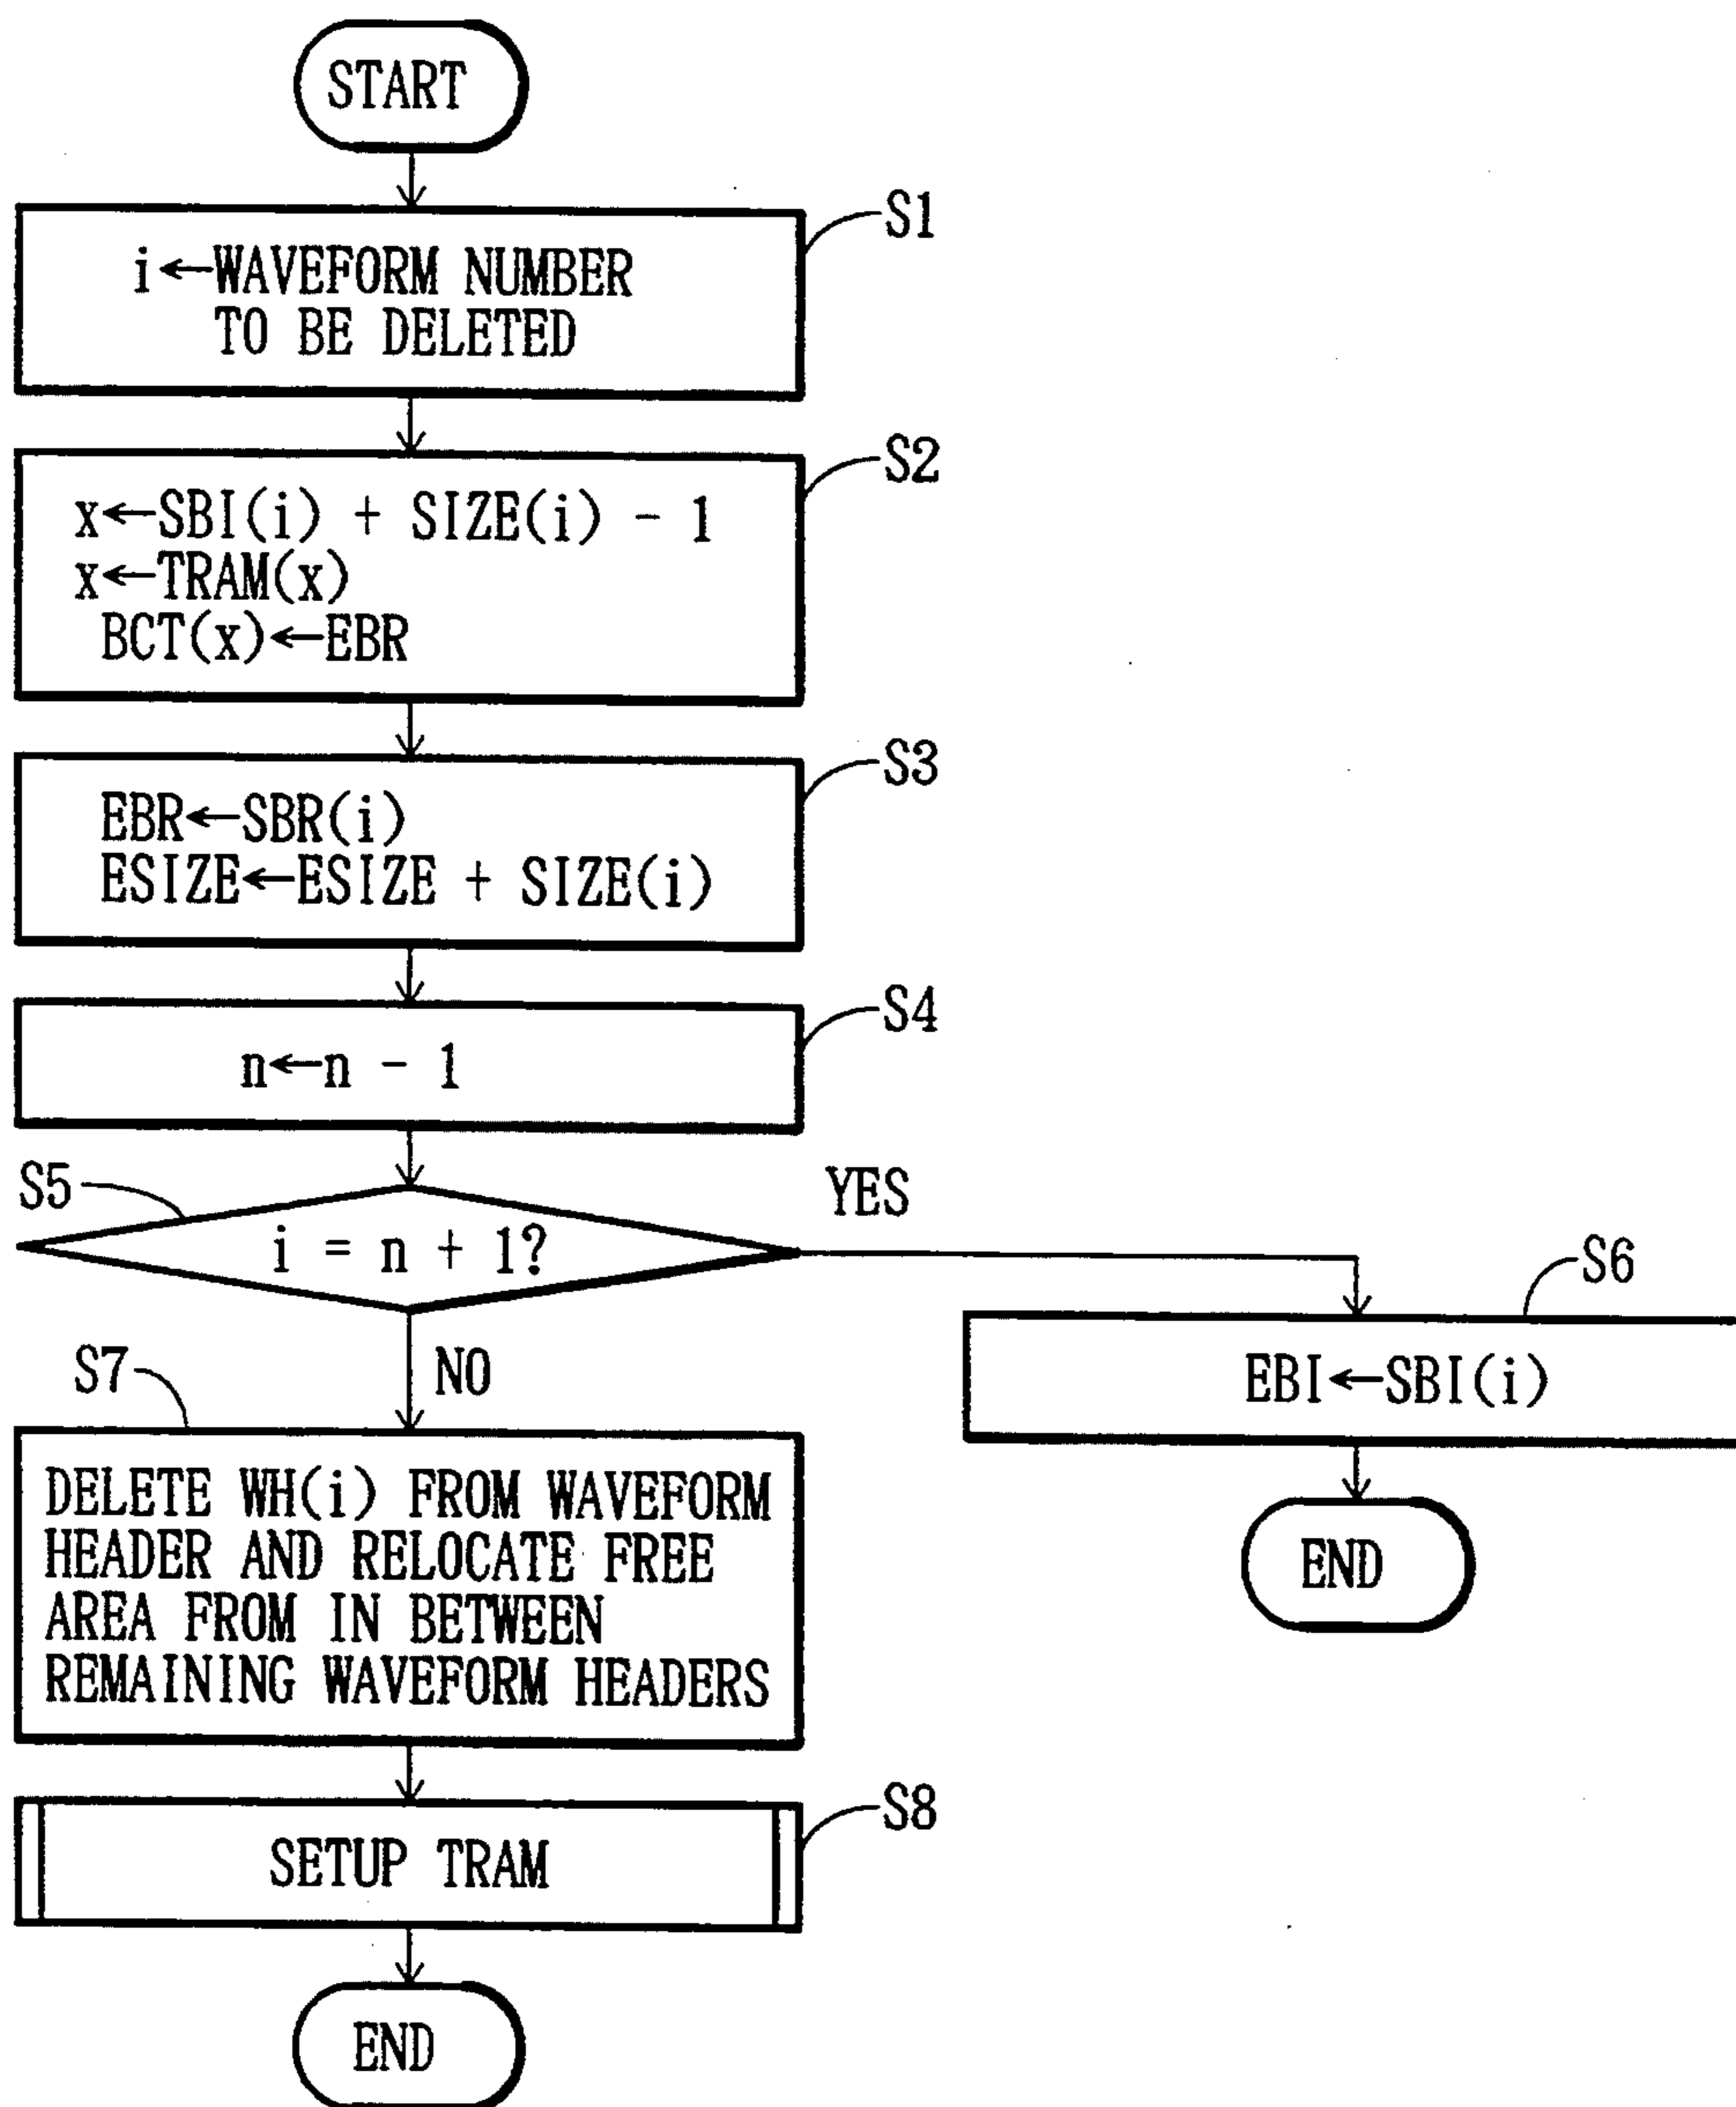 START
S1
i←WAVEFORM NUMBER
TO BE DELETED
S2
x←SBI(i) + SIZE(i) - 1
x←TRAM(x)
BCT(x)←EBR
S3
EBR←SBR(i)
ESIZE←ESIZE + SIZE(i)
S4
n←n - 1
S5
i = n + 1?
YES
S6
EBI←SBI(i)
END
NO
S7
DELETE WH(i) FROM WAVEFORM
HEADER AND RELOCATE FREE
AREA FROM IN BETWEEN
REMAINING WAVEFORM HEADERS
S8
SETUP TRAM
END